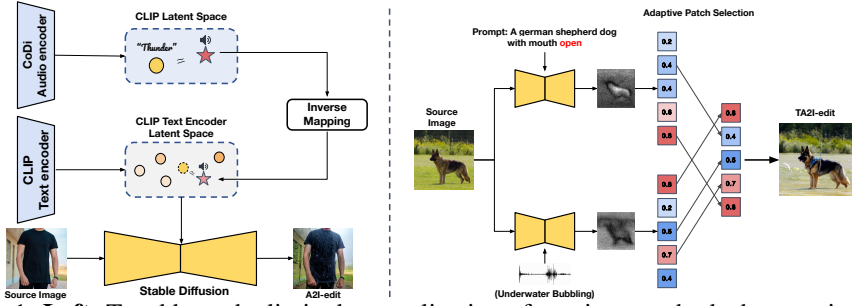 CLIP Latent Space
CoDi
Audio encoder
"Thunder"
Inverse
Mapping
CLIP Text Encoder
Latent Space
CLIP
Text encoder
Source Image
Stable Diffusion
A2I-edit
Adaptive Patch Selection
Prompt: A german shepherd dog
with mouth open
Source
Image
(Underwater Bubbling)
0.2
0.4
0.4
0.6
0.8
0.8
0.2
0.5
0.7
0.4
0.6
0.4
0.5
0.7
0.8
TA2I-edit